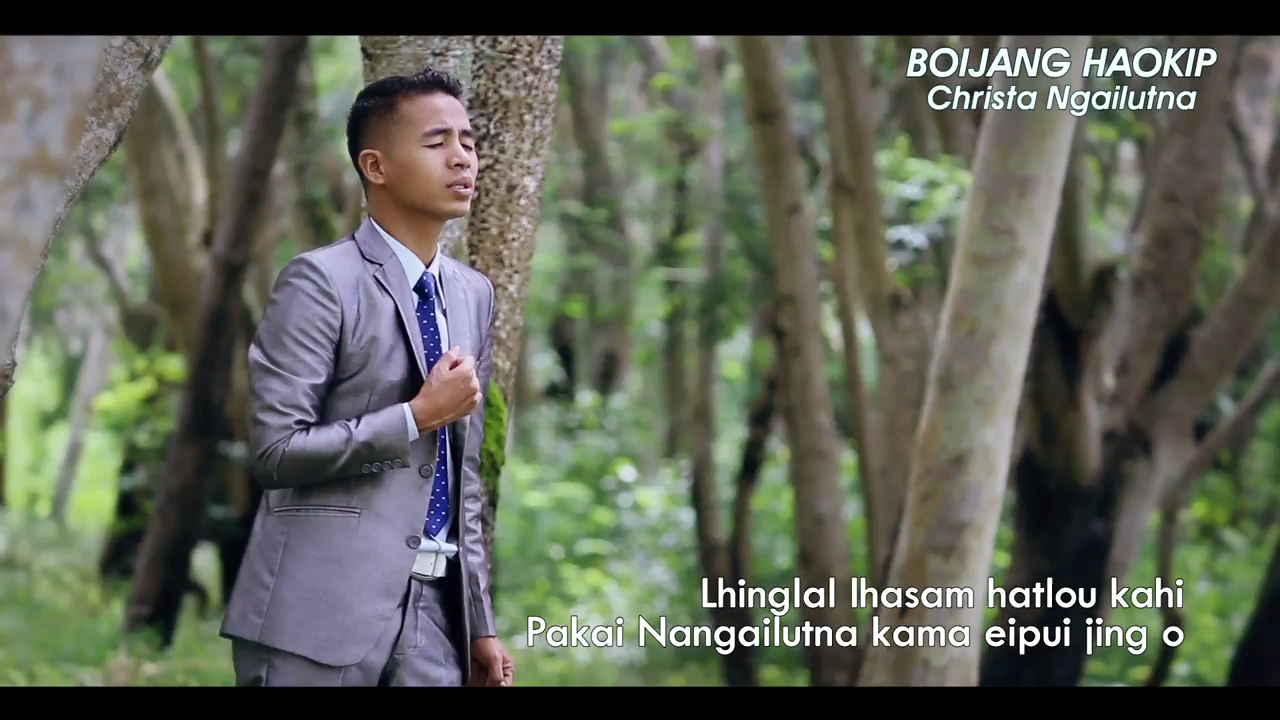 BOIJANG HAOKIP
Christa Ngailutna
Lhinglal lhasam hatlou kahi
Pakai Nangailutna kama eipui jing o